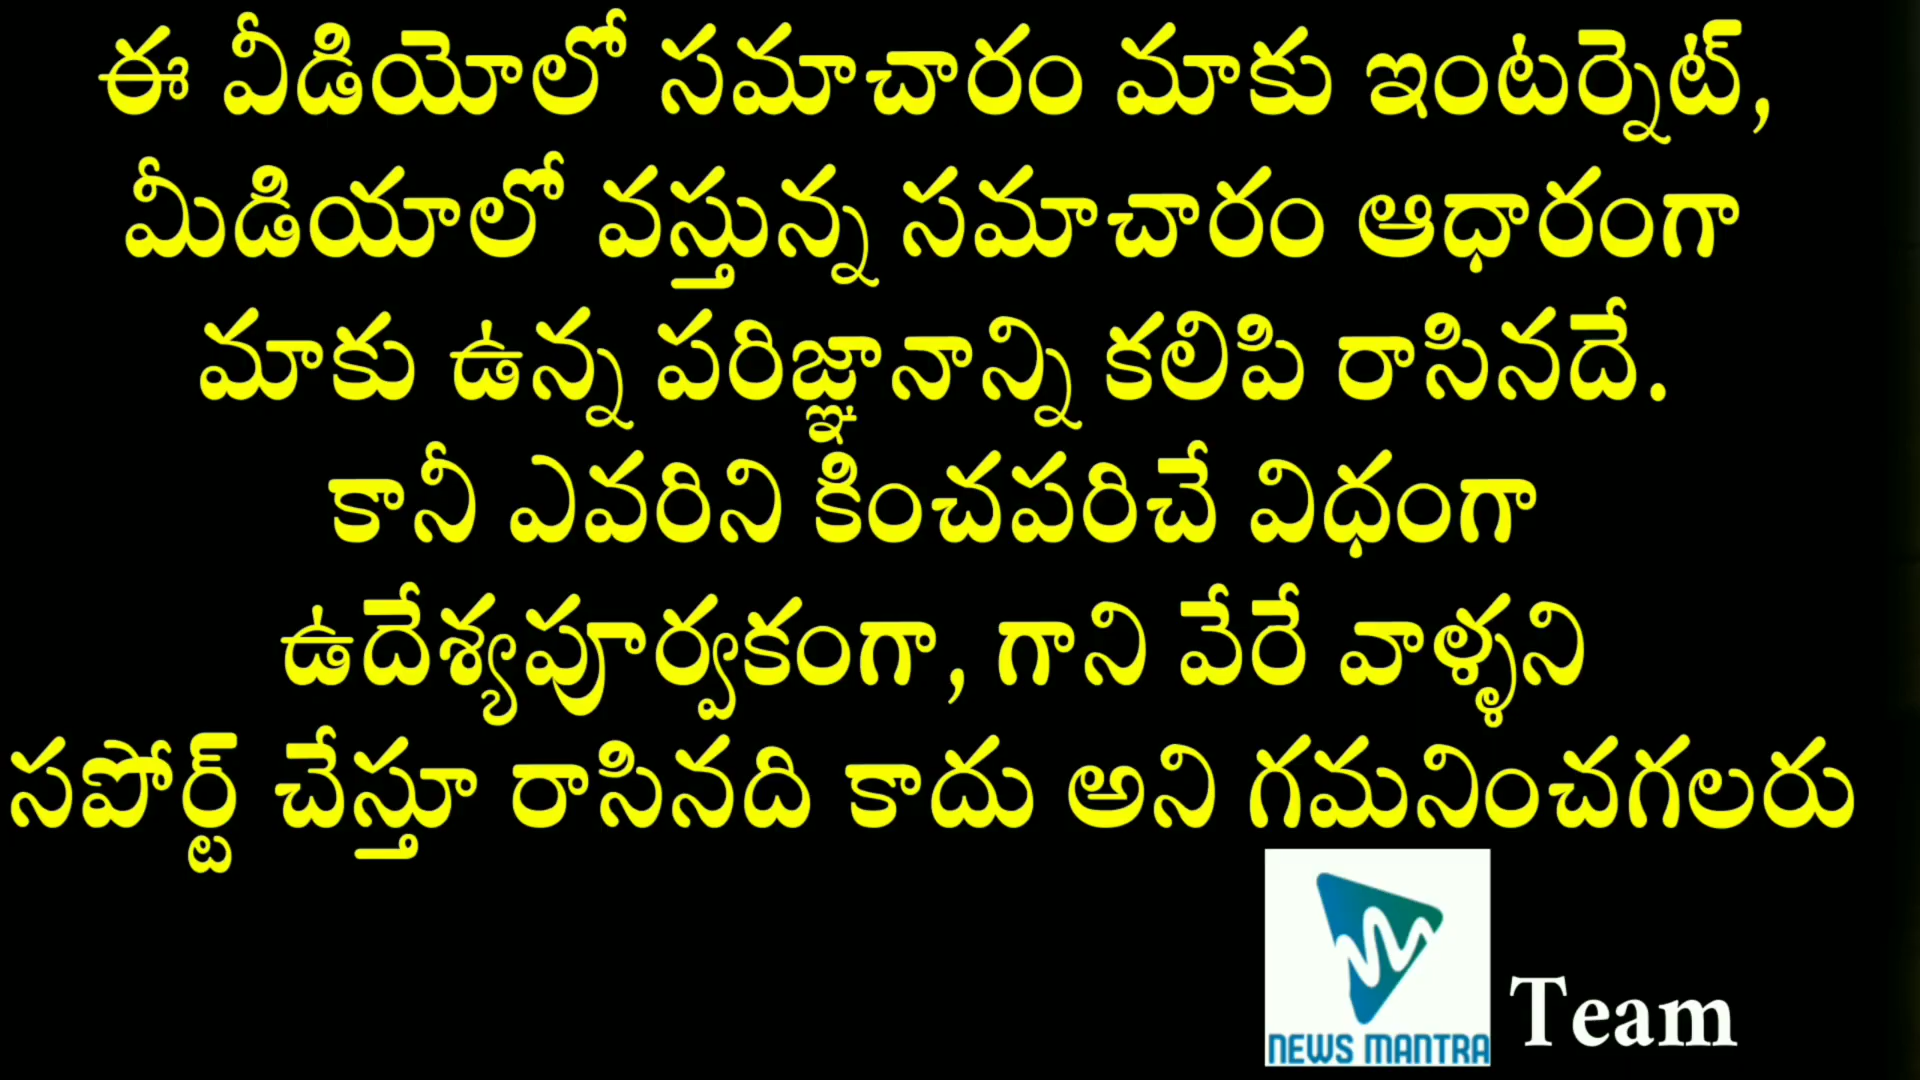 ఈ వీడియోలో సమాచారం మాకు ఇంటర్నెట్,
మీడియాలో వస్తున్న సమాచారం ఆధారంగా
మాకు ఉన్న పరిజ్ఞానాన్ని కలిపి రాసినదే.
కానీ ఎవరిని కించపరిచే విధంగా
ఉదేశ్యపూర్వకంగా, గాని వేరే వాళ్ళని
సపోర్ట్ చేస్తూ రాసినది కాదు అని గమనించగలరు
NEWS MANTRA Team